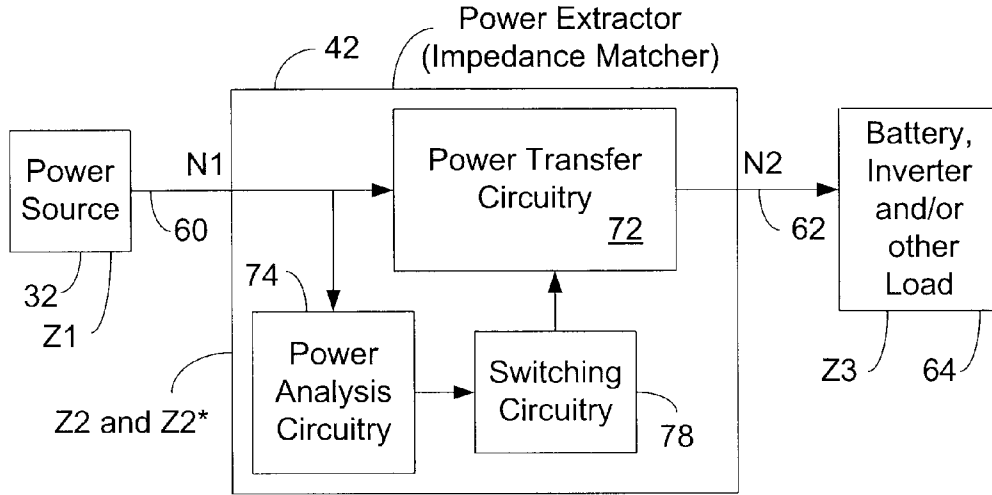 Power Extractor
(Impedance Matcher)
42
Power
Source
N1
60
32
Z1
Power Transfer
Circuitry
72
N2
62
Battery,
Inverter
and/or
other
Load
Z3
64
74
Power
Analysis
Circuitry
Switching
Circuitry
78
Z2 and Z2*